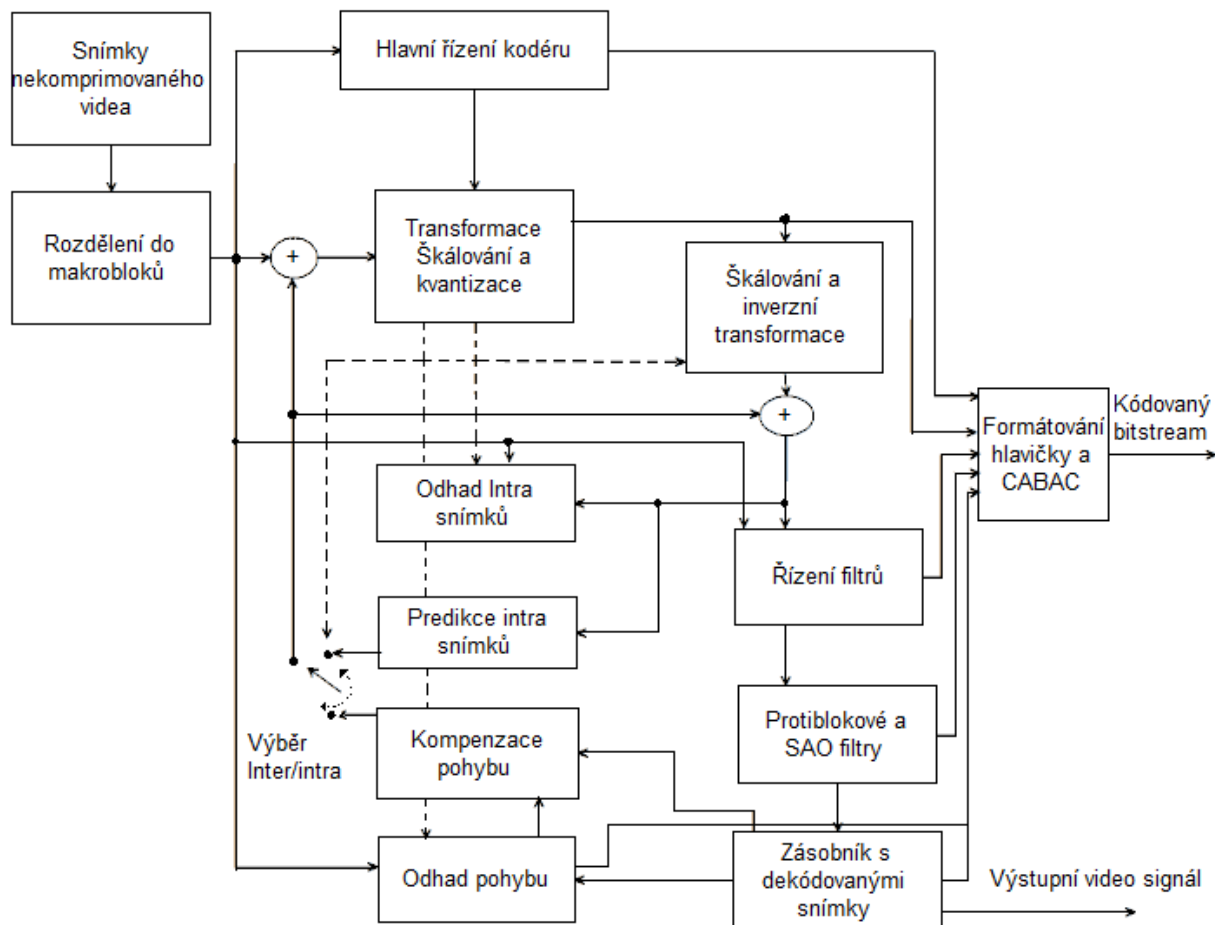 Snímky
nekomprimovaného
videa
Hlavní řízení kodéru
Rozdělení do
makrobloků
+
Transformace
Škálování a
kvantizace
Škálování a
inverzní
transformace
+
Formátování
hlavičky a
CABAC
Kódovaný
bitstream
Odhad Intra
snímků
Řízení filtrů
Predikce intra
snímků
Protiblokové a
SAO filtry
Výběr
Inter/intra
Kompenzace
pohybu
Odhad pohybu
Zásobník s
dekódovanými
snímky
Výstupní video signál